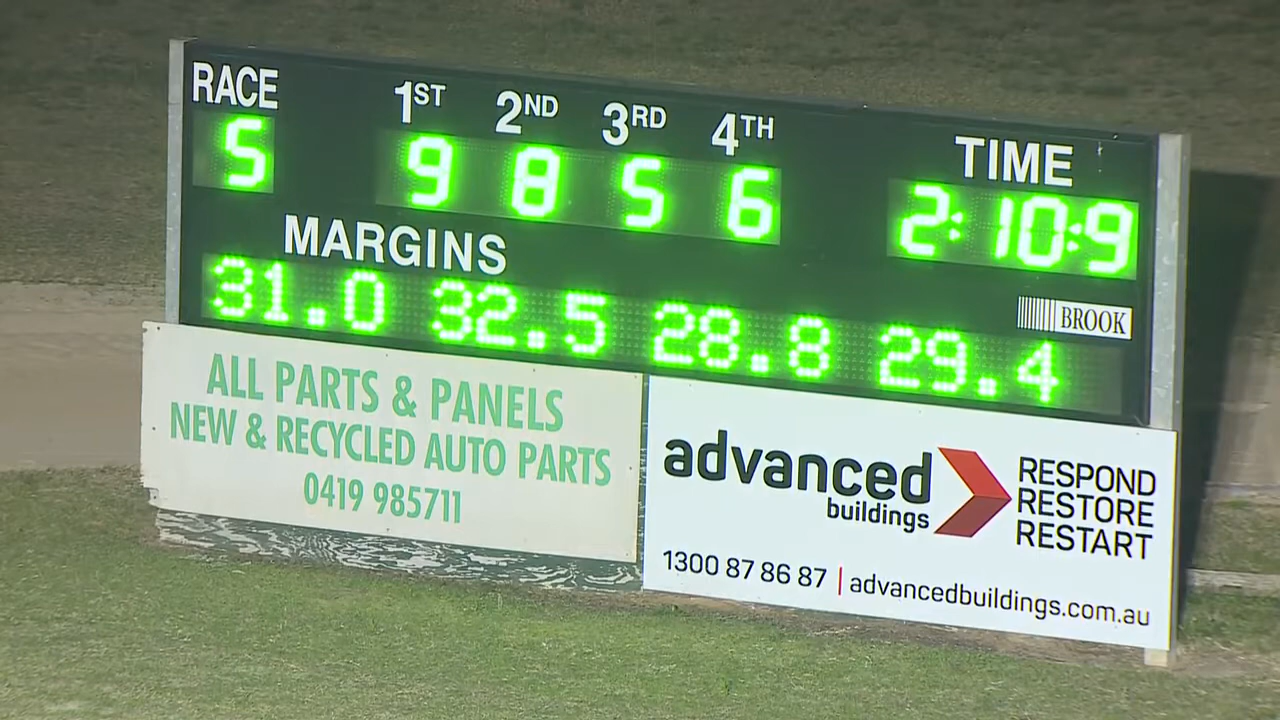 RACE 1ST 2ND 3RD 4TH TIME
5 9 8 5 6 2:10:9
MARGINS
31.0 32.5 28.8 29.4
BROOK
ALL PARTS & PANELS
NEW & RECYCLED AUTO PARTS
0419 985711
advanced
buildings
RESPOND
RESTORE
RESTART
1300 87 86 87 | advancedbuildings.com.au